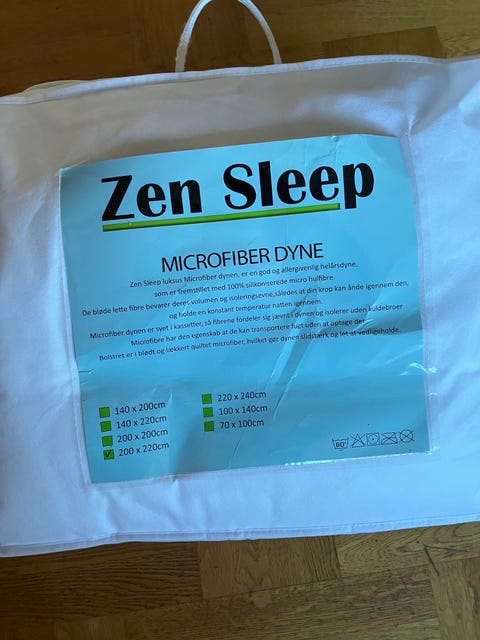 Zen Sleep
MICROFIBER DYNE
Zen Sleep luksus Microfiber dynen, er en god og allergivenlig helårsdyne,
som er fremstillet med 100% silikoniserede micro hulfibre.
De bløde lette fibre bevarer deres volumen og isoleringsevne,således at din krop kan ånde igennem den,
og holde en konstant temperatur natten igennem.
Microfiber dynen er syet i kassetter, så fibrene fordeler sig jævnt i dynen og isolerer uden kuldebroer
Microfibre har den egenskab at de kan transportere fugt uden at optage det.
Bolstret er i blødt og lækkert quiltet microfiber, hvilket gør dynen slidstærk og let at vedligeholde.
140 x 200cm
140 x 220cm
200 x 200cm
200 x 220cm
220 x 240cm
100 x 140cm
70 x 100cm
60°